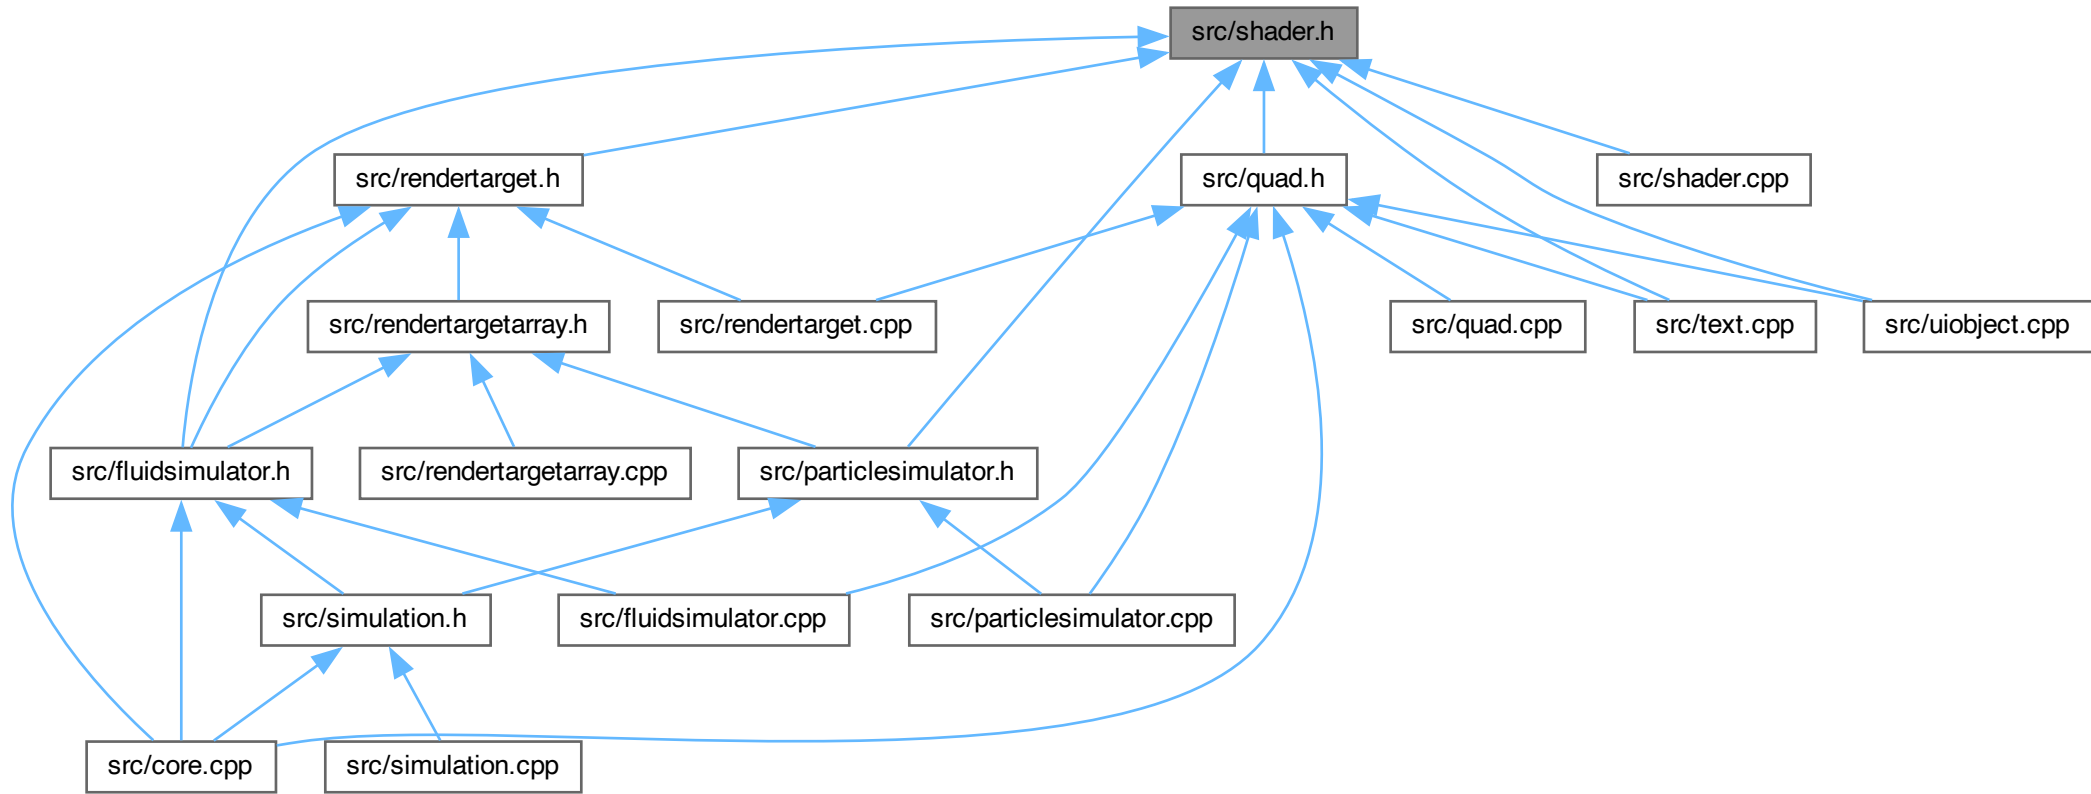 src/shader.h
src/rendertarget.h
src/quad.h
src/shader.cpp
src/rendertargetarray.h
src/rendertarget.cpp
src/quad.cpp
src/text.cpp
src/uiobject.cpp
src/fluidsimulator.h
src/rendertargetarray.cpp
src/particlesimulator.h
src/simulation.h
src/fluidsimulator.cpp
src/particlesimulator.cpp
src/core.cpp
src/simulation.cpp